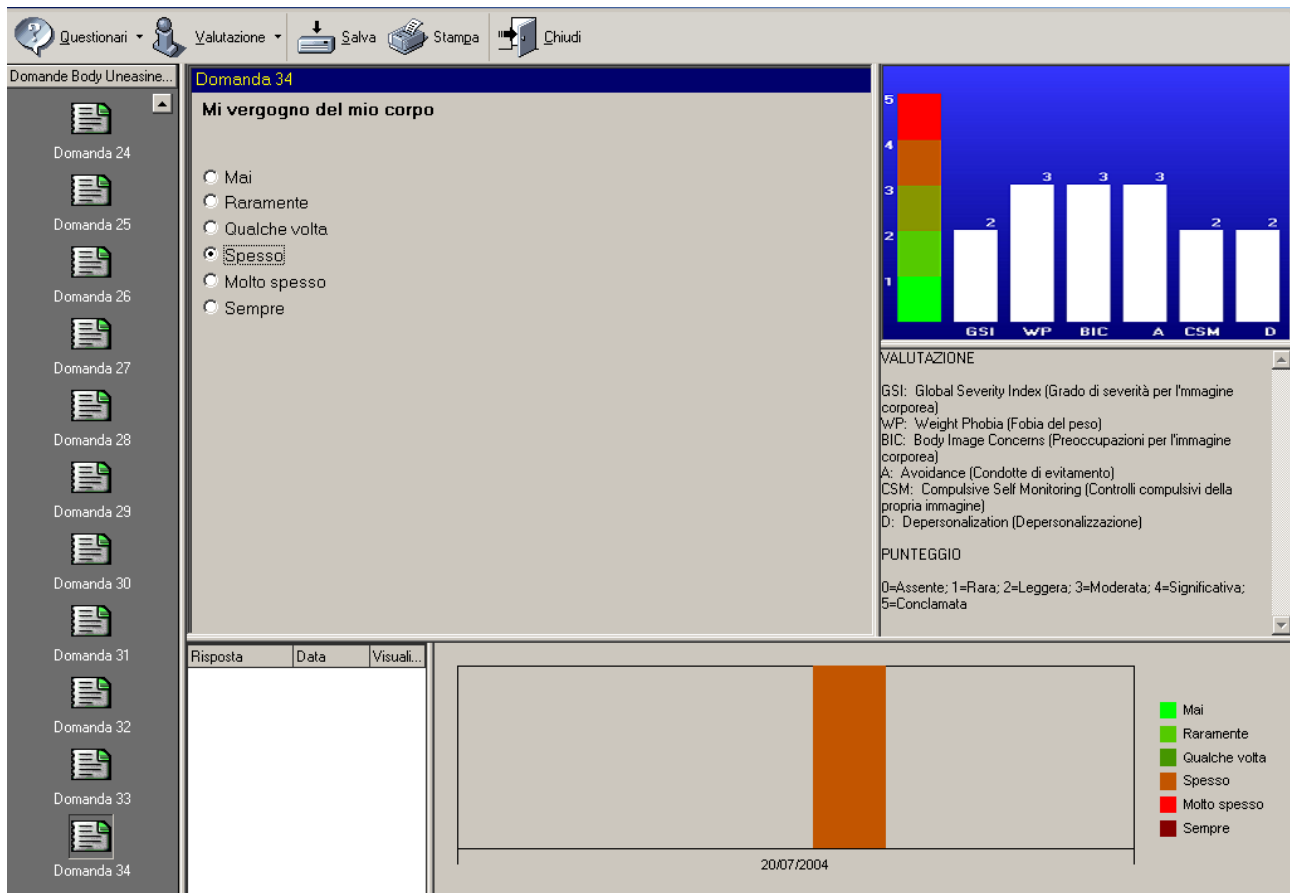 Questionari
Valutazione
Salva
Stampa
Chiudi
Domande Body Uneasine...
Domanda 24
Domanda 25
Domanda 26
Domanda 27
Domanda 28
Domanda 29
Domanda 30
Domanda 31
Domanda 32
Domanda 33
Domanda 34
Domanda 34
Mi vergogno del mio corpo
Mai
Raramente
Qualche volta
Spesso
Molto spesso
Sempre
5
4
3
2
1
2
3
3
3
2
2
GSI WP BIC A CSM D
VALUTAZIONE
GSI: Global Severity Index (Grado di severità per l'mmagine
corporea)
WP: Weight Phobia (Fobia del peso)
BIC: Body Image Concerns (Preoccupazioni per l'immagine
corporea)
A: Avoidance (Condotte di evitamento)
CSM: Compulsive Self Monitoring (Controlli compulsivi della
propria immagine)
D: Depersonalization (Depersonalizzazione)
PUNTEGGIO
0=Assente; 1=Rara; 2=Leggera; 3=Moderata; 4=Significativa;
5=Conclamata
Risposta Data Visuali...
20/07/2004
Mai
Raramente
Qualche volta
Spesso
Molto spesso
Sempre